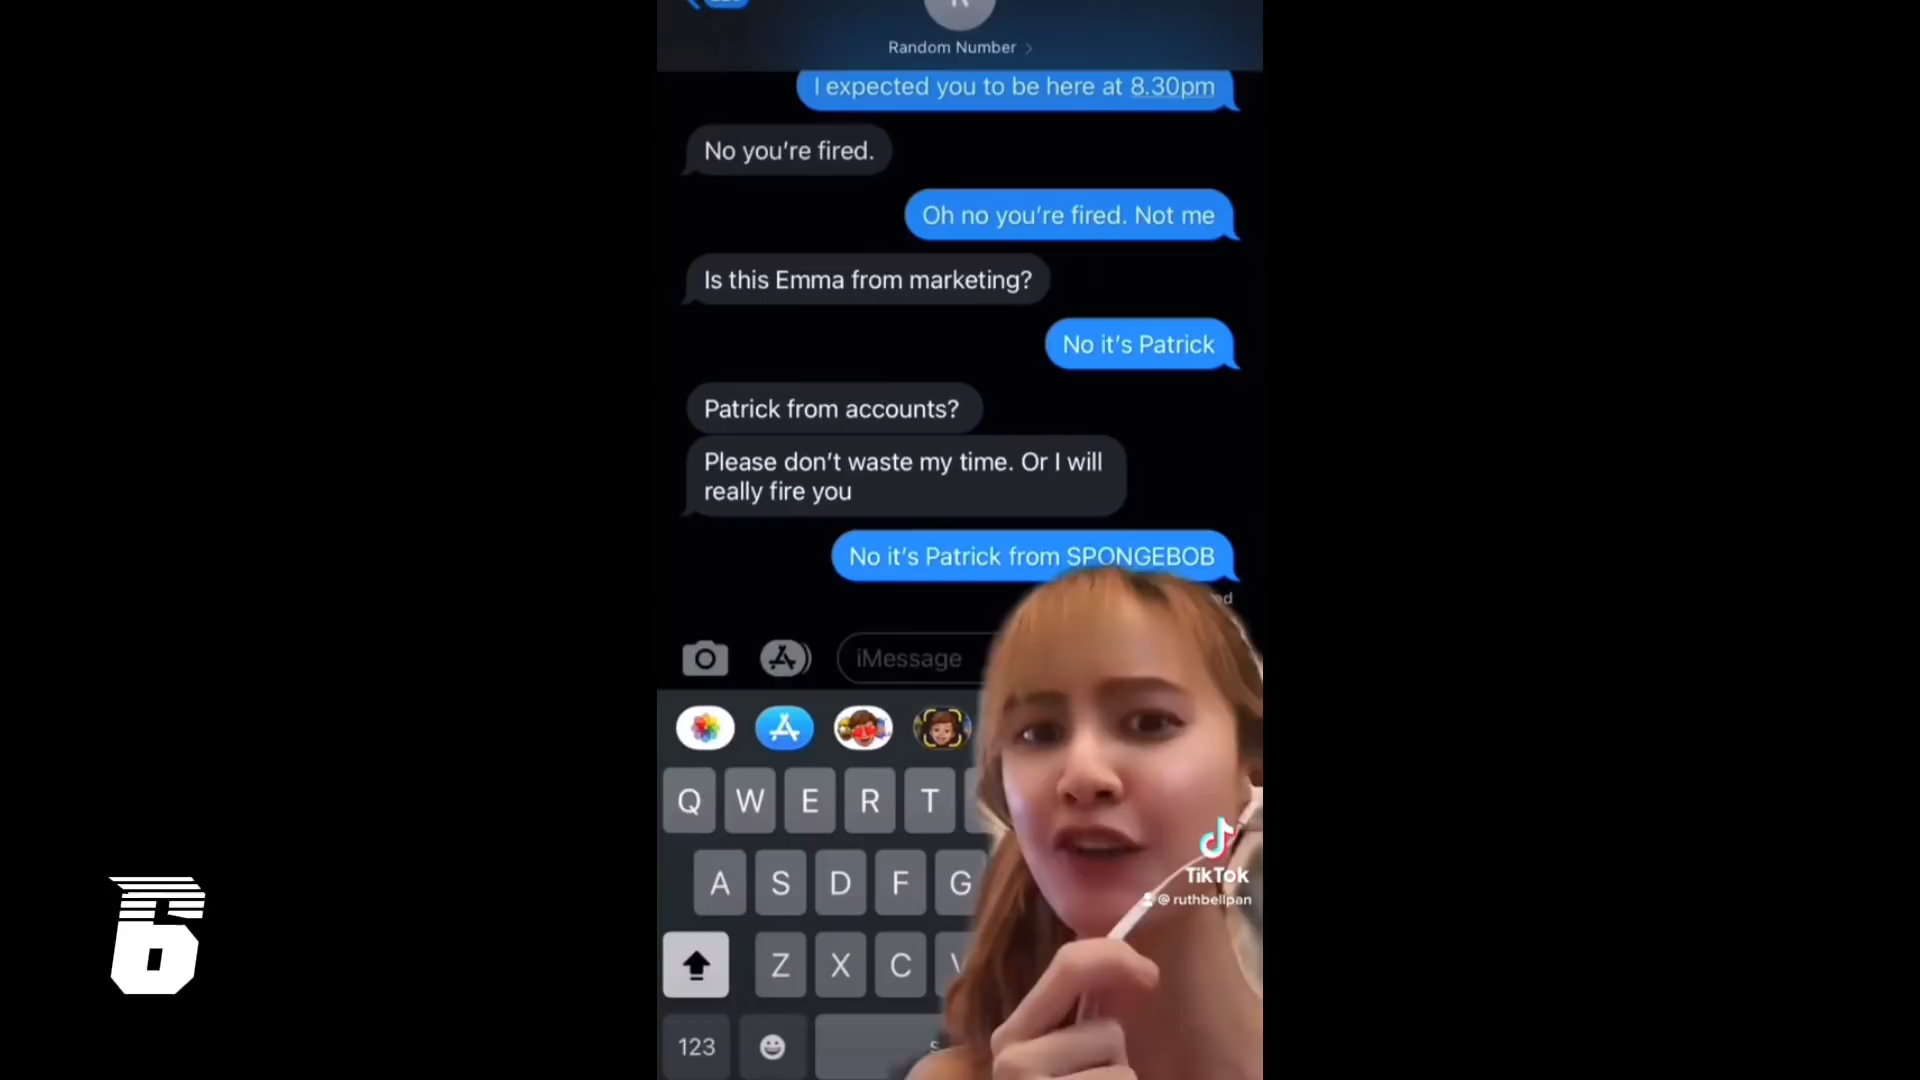 Random Number
I expected you to be here at 8.30pm
No you're fired.
Oh no you're fired. Not me
Is this Emma from marketing?
No it's Patrick
Patrick from accounts?
Please don't waste my time. Or I will
really fire you
No it's Patrick from SPONGEBOB
iMessage
Q W E R T
A S D F G
Z X C V
123
TikTok
@ ruthbellpan
6